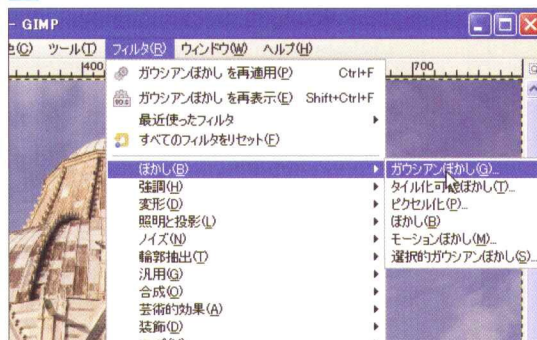 - GIMP
(C) ツール(T) フィルタ(R) ウィンドウ(W) ヘルプ(H)
400 700
ガウシアンぼかし を再適用(P) Ctrl+F
ガウシアンぼかし を再表示(E) Shift+Ctrl+F
最近使ったフィルタ
すべてのフィルタをリセット(F)
ぼかし(B)
強調(H)
変形(D)
照明と投影(L)
ノイズ(N)
輪郭抽出(T)
汎用(G)
合成(O)
芸術的効果(A)
装飾(D)
ガウシアンぼかし(G)...
タイル化可能ぼかし(T)...
ピクセル化(P)...
ぼかし(B)
モーションぼかし(M)...
選択的ガウシアンぼかし(S)...